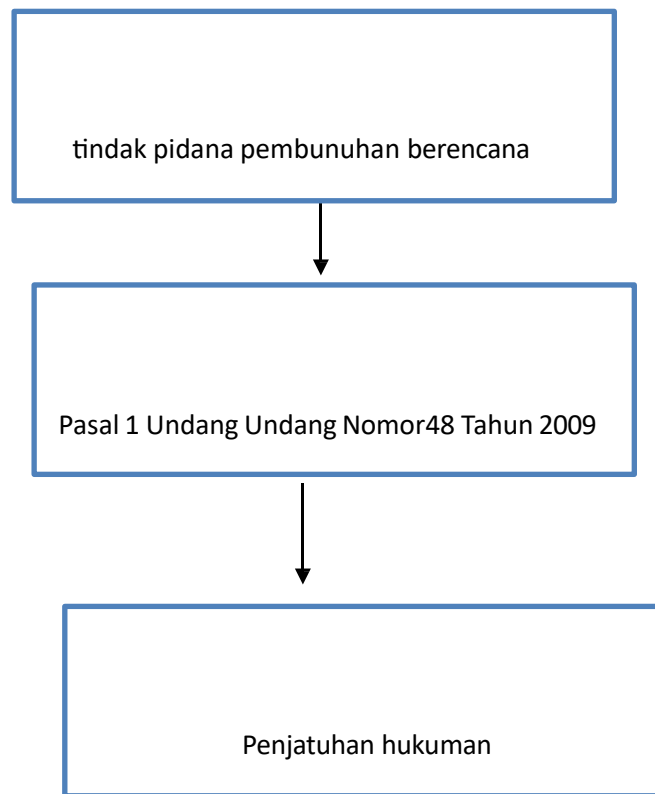 tindak pidana pembunuhan berencana
Pasal 1 Undang Undang Nomor48 Tahun 2009
Penjatuhan hukuman